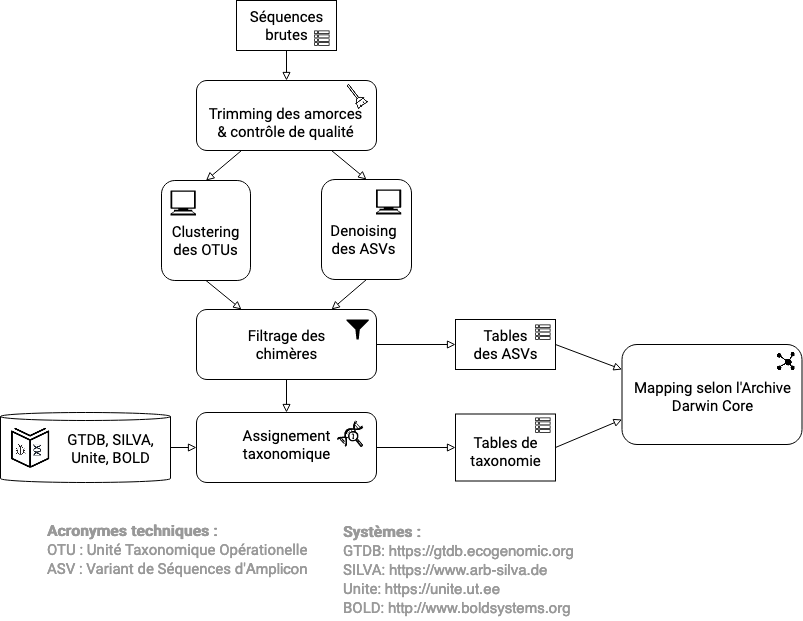 Séquences
brutes
Trimming des amorces
& contrôle de qualité
Clustering
des OTUs
Denoising
des ASVs
Filtrage des
chimères
Tables
des ASVs
Mapping selon l'Archive
Darwin Core
GTDB, SILVA,
Unite, BOLD
Assignement
taxonomique
Tables de
taxonomie
Acronymes techniques :
OTU : Unité Taxonomique Opérationelle
ASV : Variant de Séquences d'Amplicon
Systèmes :
GTDB: https://gtdb.ecogenomic.org
SILVA: https://www.arb-silva.de
Unite: https://unite.ut.ee
BOLD: http://www.boldsystems.org